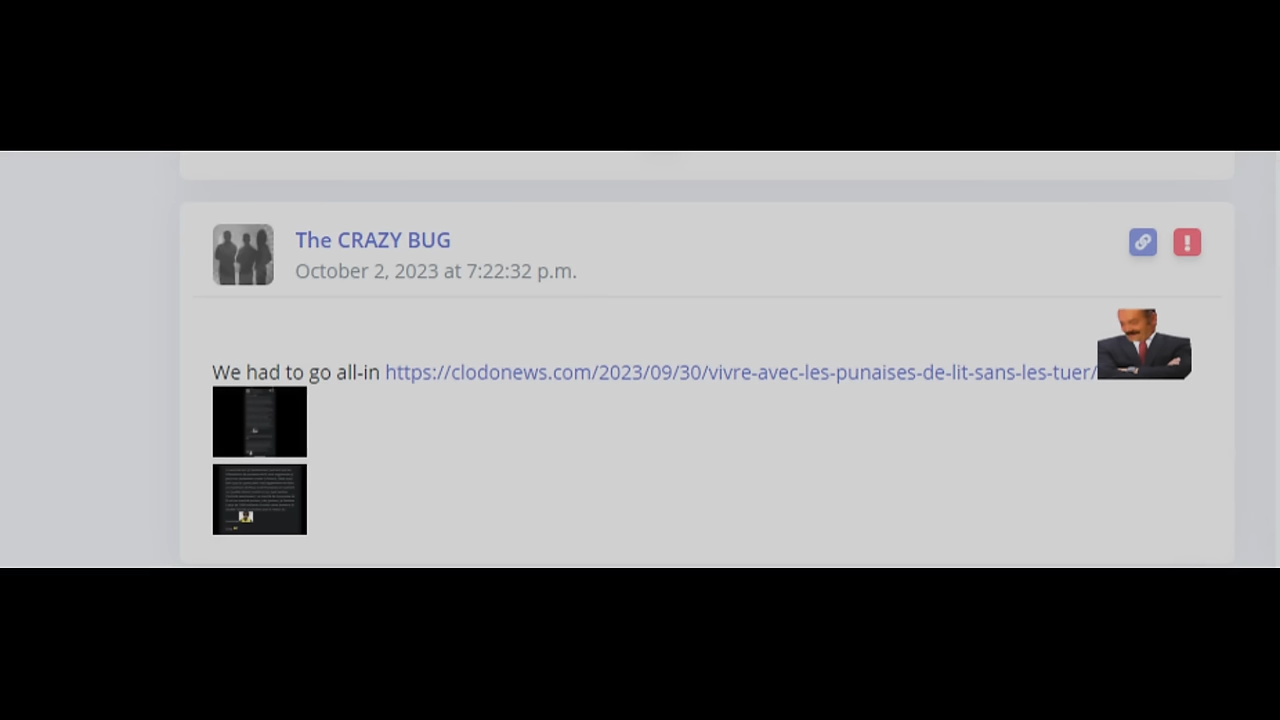 The CRAZY BUG
October 2, 2023 at 7:22:32 p.m.
We had to go all-in https://clodonews.com/2023/09/30/vivre-avec-les-punaises-de-lit-sans-les-tuer/